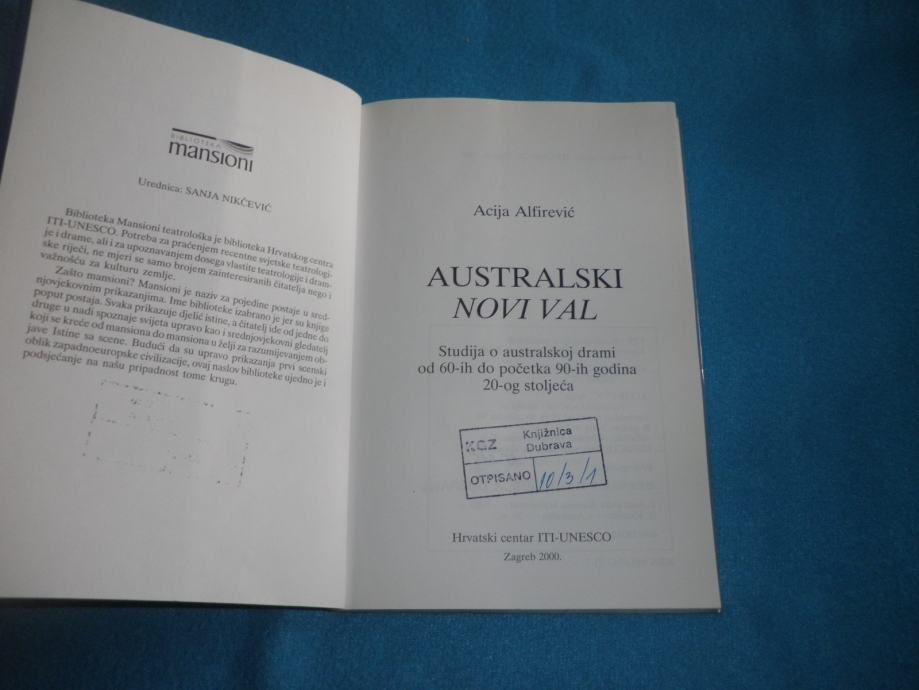 BIBLIOTEKA
mansioni
Urednica: SANJA NIKČEVIĆ
Biblioteka Mansioni teatrološka je biblioteka Hrvatskog centra
ITI-UNESCO. Potreba za praćenjem recentne svjetske teatrologi-
je i drame, ali i za upoznavanjem dosega vlastite teatrologije i dram-
ske riječi, ne mjeri se samo brojem zainteresiranih čitatelja nego i
važnošću za kulturu zemlje.
Zašto mansioni? Mansioni je naziv za pojedine postaje u sred-
njovjekovnim prikazanjima. Ime biblioteke izabrano je jer su knjige
poput postaja. Svaka prikazuje djelić istine, a čitatelj ide od jedne do
druge u nadi spoznaje svijeta upravo kao i srednjovjekovni gledatelj
koji se kreće od mansiona do mansiona u želji za razumijevanjem ob-
jave Istine sa scene. Budući da su upravo prikazanja prvi scenski
oblik zapadnoeuropske civilizacije, ovaj naslov biblioteke ujedno je i
podsjećanje na našu pripadnost tome krugu.
Acija Alfirević
AUSTRALSKI
NOVI VAL
Studija o australskoj drami
od 60-ih do početka 90-ih godina
20-og stoljeća
KGZ Knjižnica
Dubrava
OTPISANO 10/3/1
Hrvatski centar ITI-UNESCO
Zagreb 2000.